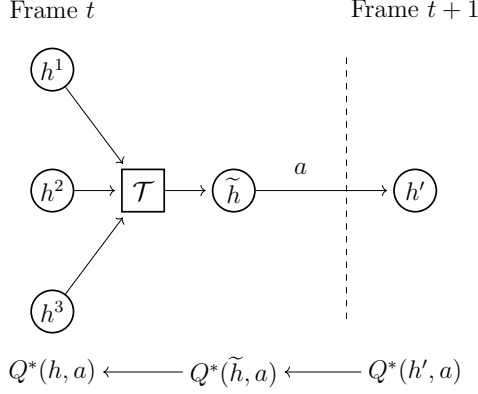 Frame t
Frame t + 1
h¹
h²
𝒯
h̃
a
h′
h³
Q*(h, a)
Q*(h̃, a)
Q*(h′, a)